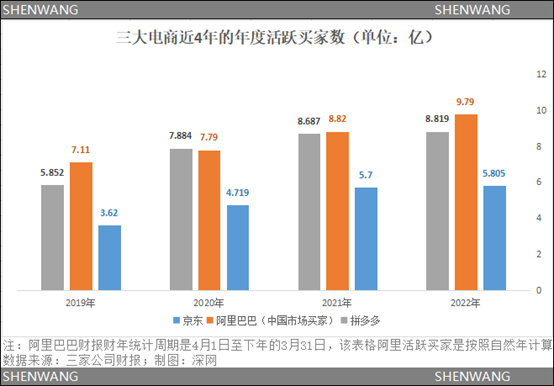 SHENWANG SHENWANG
三大电商近4年的年度活跃买家数（单位：亿）
12
10
8
6
4
2
0
5.852 7.11 3.62
7.884 7.79 4.719
8.687 8.82 5.7
8.819 9.79 5.805
2019年 2020年 2021年 2022年
京东 阿里巴巴（中国市场买家） 拼多多
注：阿里巴巴财报财年统计周期是4月1日至下年的3月31日，该表格阿里活跃买家是按照自然年计算
数据来源：三家公司财报；制图：深网
SHENWANG SHENWANG